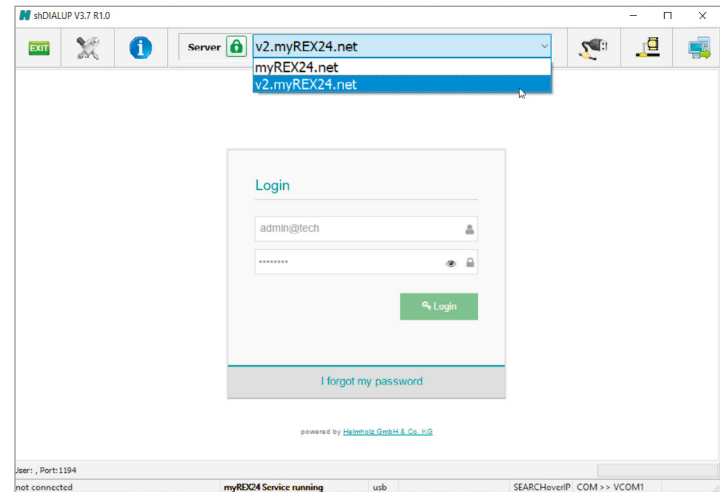 shDIALUP V3.7 R1.0
EXIT
Server v2.myREX24.net
myREX24.net
v2.myREX24.net
Login
admin@tech
••••••••
Login
I forgot my password
powered by Helmholz GmbH & Co. KG
User: , Port:1194
not connected myREX24 Service running usb SEARCHoverIP COM >> VCOM1